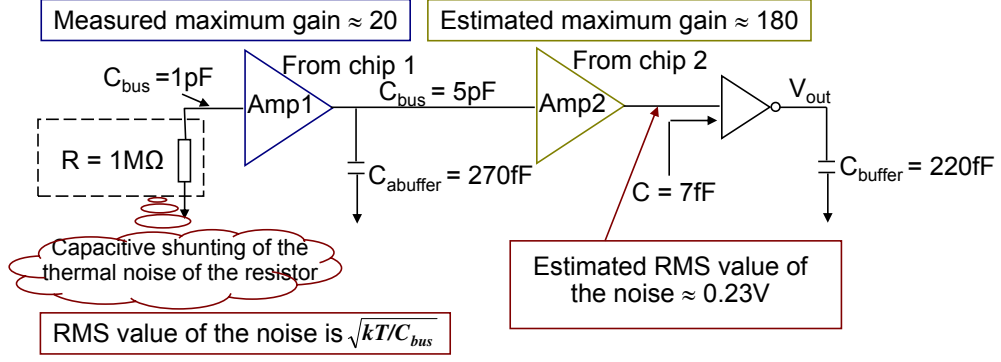 Measured maximum gain ≈ 20
Estimated maximum gain ≈ 180
C_bus =1pF
From chip 1
From chip 2
Amp1
C_bus = 5pF
Amp2
V_out
R = 1MΩ
C_abuffer = 270fF
C = 7fF
C_buffer = 220fF
Capacitive shunting of the
thermal noise of the resistor
Estimated RMS value of
the noise ≈ 0.23V
RMS value of the noise is √kT/C_bus